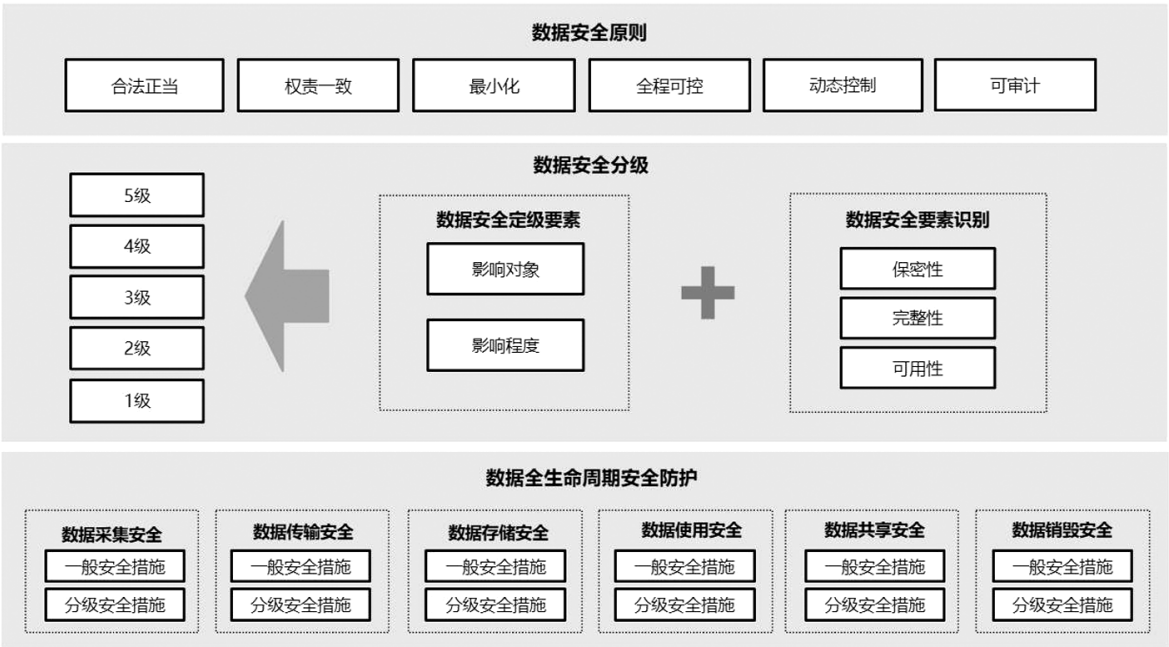 数据安全原则
合法正当
权责一致
最小化
全程可控
动态控制
可审计
数据安全分级
5级
4级
3级
2级
1级
数据安全定级要素
影响对象
影响程度
数据安全要素识别
保密性
完整性
可用性
数据全生命周期安全防护
数据采集安全
一般安全措施
分级安全措施
数据传输安全
一般安全措施
分级安全措施
数据存储安全
一般安全措施
分级安全措施
数据使用安全
一般安全措施
分级安全措施
数据共享安全
一般安全措施
分级安全措施
数据销毁安全
一般安全措施
分级安全措施